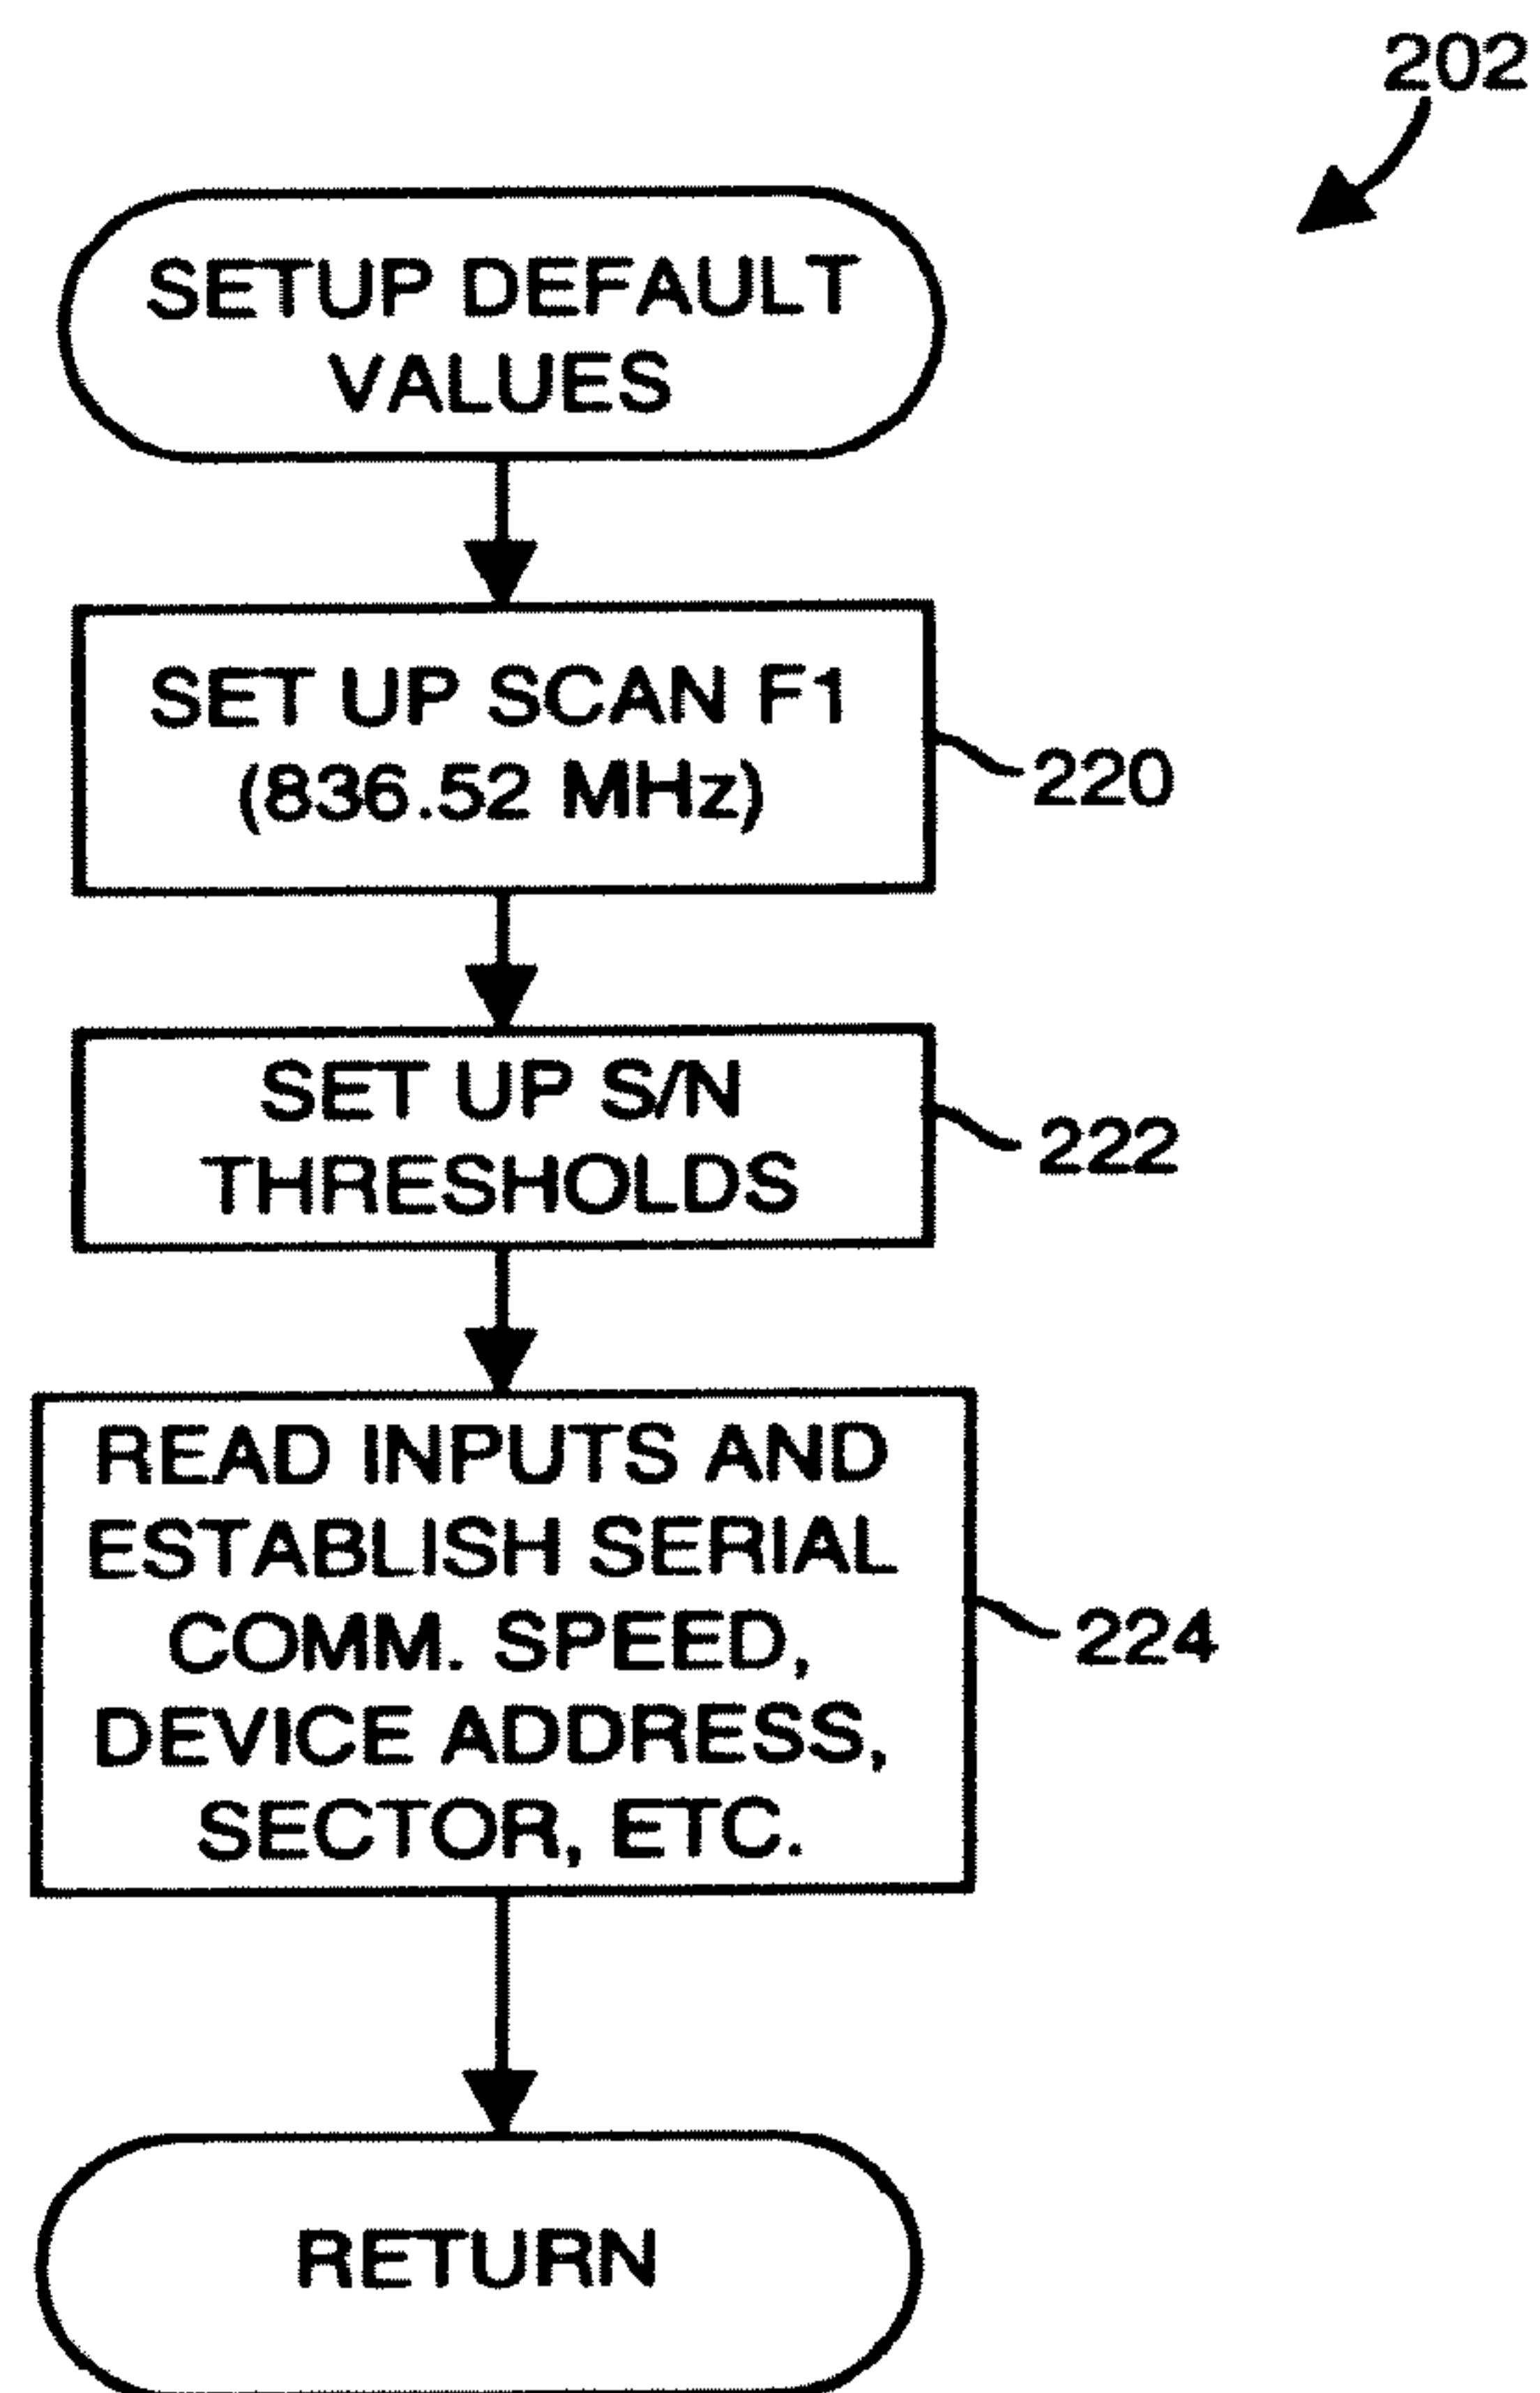 202
SETUP DEFAULT
VALUES
SET UP SCAN F1
(836.52 MHz)
220
SET UP S/N
THRESHOLDS
222
READ INPUTS AND
ESTABLISH SERIAL
COMM. SPEED,
DEVICE ADDRESS,
SECTOR, ETC.
224
RETURN